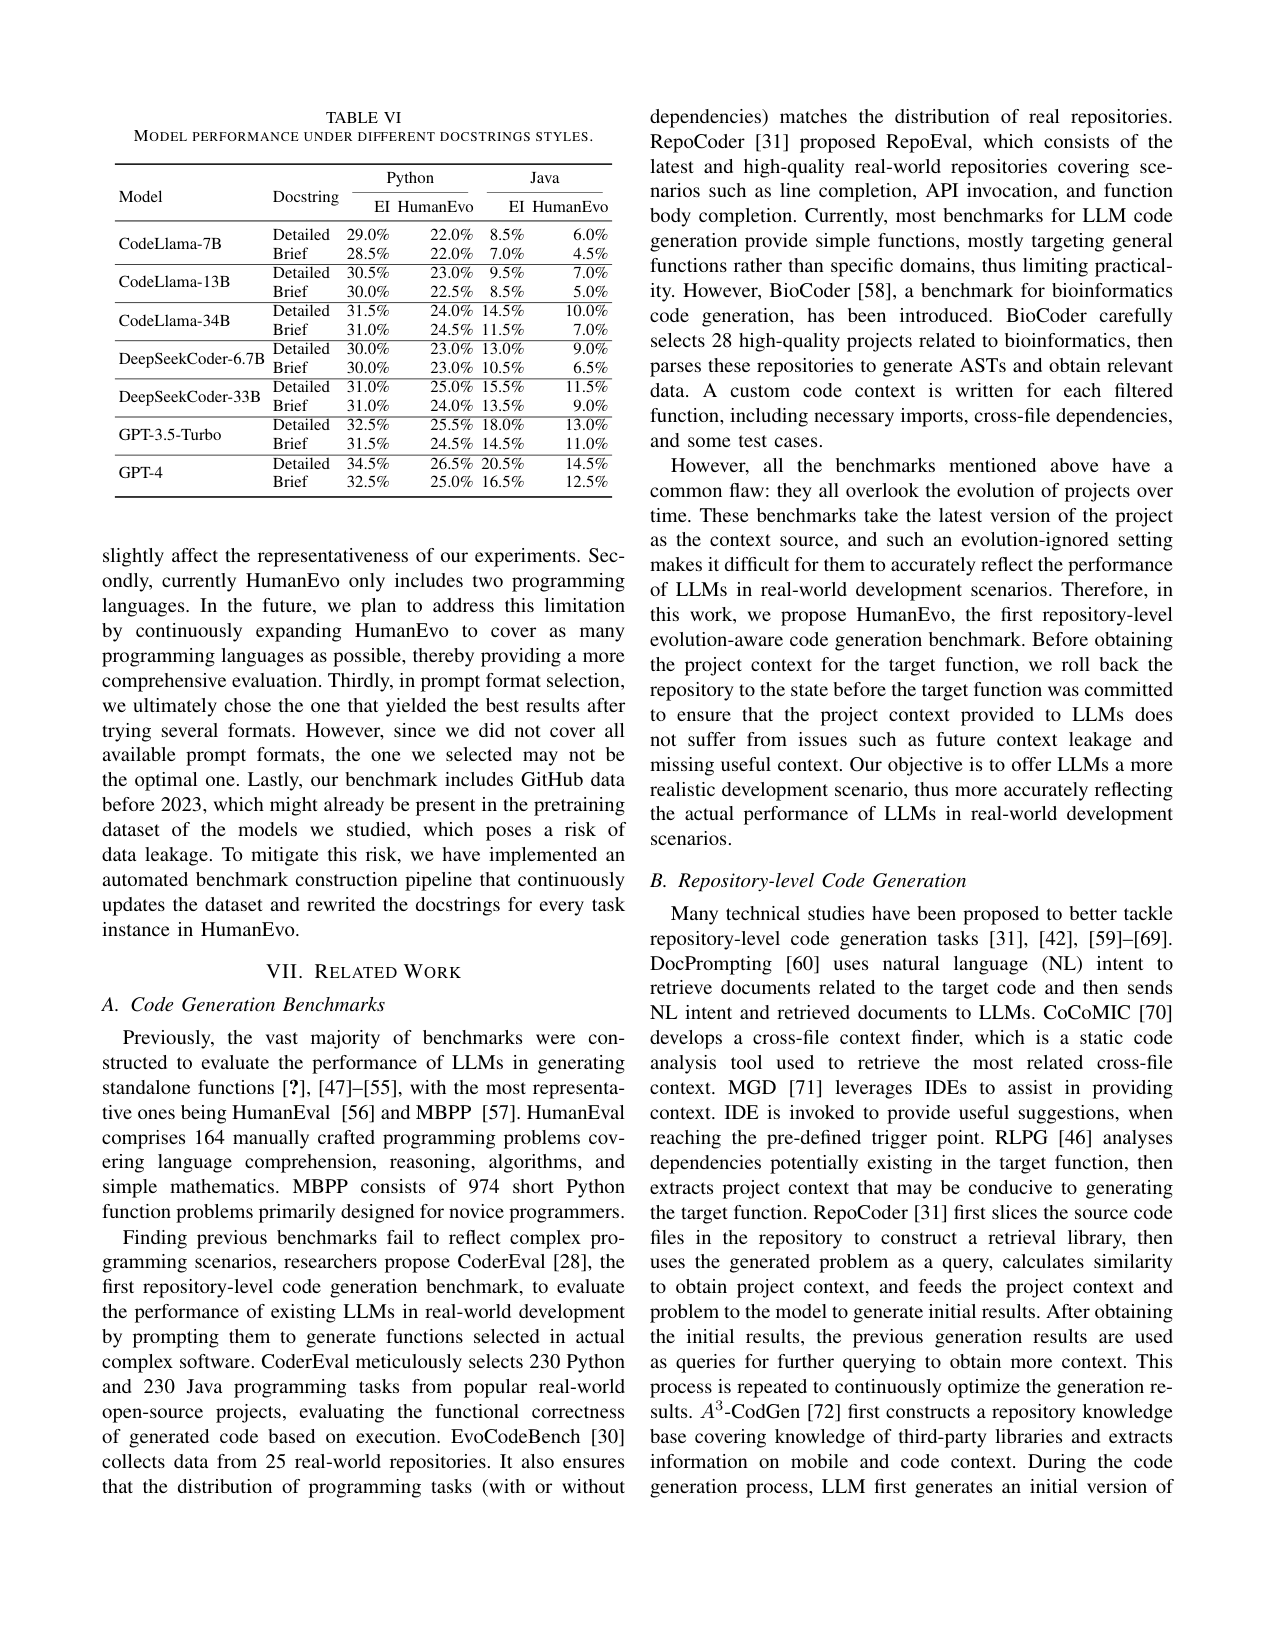 TABLE VI
MODEL PERFORMANCE UNDER DIFFERENT DOCSTRINGS STYLES.
Model Docstring Python Java
EI HumanEvo EI HumanEvo
CodeLlama-7B Detailed 29.0% 22.0% 8.5% 6.0%
Brief 28.5% 22.0% 7.0% 4.5%
CodeLlama-13B Detailed 30.5% 23.0% 9.5% 7.0%
Brief 30.0% 22.5% 8.5% 5.0%
CodeLlama-34B Detailed 31.5% 24.0% 14.5% 10.0%
Brief 31.0% 24.5% 11.5% 7.0%
DeepSeekCoder-6.7B Detailed 30.0% 23.0% 13.0% 9.0%
Brief 30.0% 23.0% 10.5% 6.5%
DeepSeekCoder-33B Detailed 31.0% 25.0% 15.5% 11.5%
Brief 31.0% 24.0% 13.5% 9.0%
GPT-3.5-Turbo Detailed 32.5% 25.5% 18.0% 13.0%
Brief 31.5% 24.5% 14.5% 11.0%
GPT-4 Detailed 34.5% 26.5% 20.5% 14.5%
Brief 32.5% 25.0% 16.5% 12.5%
slightly affect the representativeness of our experiments. Sec-
ondly, currently HumanEvo only includes two programming
languages. In the future, we plan to address this limitation
by continuously expanding HumanEvo to cover as many
programming languages as possible, thereby providing a more
comprehensive evaluation. Thirdly, in prompt format selection,
we ultimately chose the one that yielded the best results after
trying several formats. However, since we did not cover all
available prompt formats, the one we selected may not be
the optimal one. Lastly, our benchmark includes GitHub data
before 2023, which might already be present in the pretraining
dataset of the models we studied, which poses a risk of
data leakage. To mitigate this risk, we have implemented an
automated benchmark construction pipeline that continuously
updates the dataset and rewrited the docstrings for every task
instance in HumanEvo.
VII. RELATED WORK
A. Code Generation Benchmarks
Previously, the vast majority of benchmarks were con-
structed to evaluate the performance of LLMs in generating
standalone functions [?], [47]–[55], with the most representa-
tive ones being HumanEval [56] and MBPP [57]. HumanEval
comprises 164 manually crafted programming problems cov-
ering language comprehension, reasoning, algorithms, and
simple mathematics. MBPP consists of 974 short Python
function problems primarily designed for novice programmers.
Finding previous benchmarks fail to reflect complex pro-
gramming scenarios, researchers propose CoderEval [28], the
first repository-level code generation benchmark, to evaluate
the performance of existing LLMs in real-world development
by prompting them to generate functions selected in actual
complex software. CoderEval meticulously selects 230 Python
and 230 Java programming tasks from popular real-world
open-source projects, evaluating the functional correctness
of generated code based on execution. EvoCodeBench [30]
collects data from 25 real-world repositories. It also ensures
that the distribution of programming tasks (with or without
dependencies) matches the distribution of real repositories.
RepoCoder [31] proposed RepoEval, which consists of the
latest and high-quality real-world repositories covering sce-
narios such as line completion, API invocation, and function
body completion. Currently, most benchmarks for LLM code
generation provide simple functions, mostly targeting general
functions rather than specific domains, thus limiting practical-
ity. However, BioCoder [58], a benchmark for bioinformatics
code generation, has been introduced. BioCoder carefully
selects 28 high-quality projects related to bioinformatics, then
parses these repositories to generate ASTs and obtain relevant
data. A custom code context is written for each filtered
function, including necessary imports, cross-file dependencies,
and some test cases.
However, all the benchmarks mentioned above have a
common flaw: they all overlook the evolution of projects over
time. These benchmarks take the latest version of the project
as the context source, and such an evolution-ignored setting
makes it difficult for them to accurately reflect the performance
of LLMs in real-world development scenarios. Therefore, in
this work, we propose HumanEvo, the first repository-level
evolution-aware code generation benchmark. Before obtaining
the project context for the target function, we roll back the
repository to the state before the target function was committed
to ensure that the project context provided to LLMs does
not suffer from issues such as future context leakage and
missing useful context. Our objective is to offer LLMs a more
realistic development scenario, thus more accurately reflecting
the actual performance of LLMs in real-world development
scenarios.
B. Repository-level Code Generation
Many technical studies have been proposed to better tackle
repository-level code generation tasks [31], [42], [59]–[69].
DocPrompting [60] uses natural language (NL) intent to
retrieve documents related to the target code and then sends
NL intent and retrieved documents to LLMs. CoCoMIC [70]
develops a cross-file context finder, which is a static code
analysis tool used to retrieve the most related cross-file
context. MGD [71] leverages IDEs to assist in providing
context. IDE is invoked to provide useful suggestions, when
reaching the pre-defined trigger point. RLPG [46] analyses
dependencies potentially existing in the target function, then
extracts project context that may be conducive to generating
the target function. RepoCoder [31] first slices the source code
files in the repository to construct a retrieval library, then
uses the generated problem as a query, calculates similarity
to obtain project context, and feeds the project context and
problem to the model to generate initial results. After obtaining
the initial results, the previous generation results are used
as queries for further querying to obtain more context. This
process is repeated to continuously optimize the generation re-
sults. A³-CodGen [72] first constructs a repository knowledge
base covering knowledge of third-party libraries and extracts
information on mobile and code context. During the code
generation process, LLM first generates an initial version of